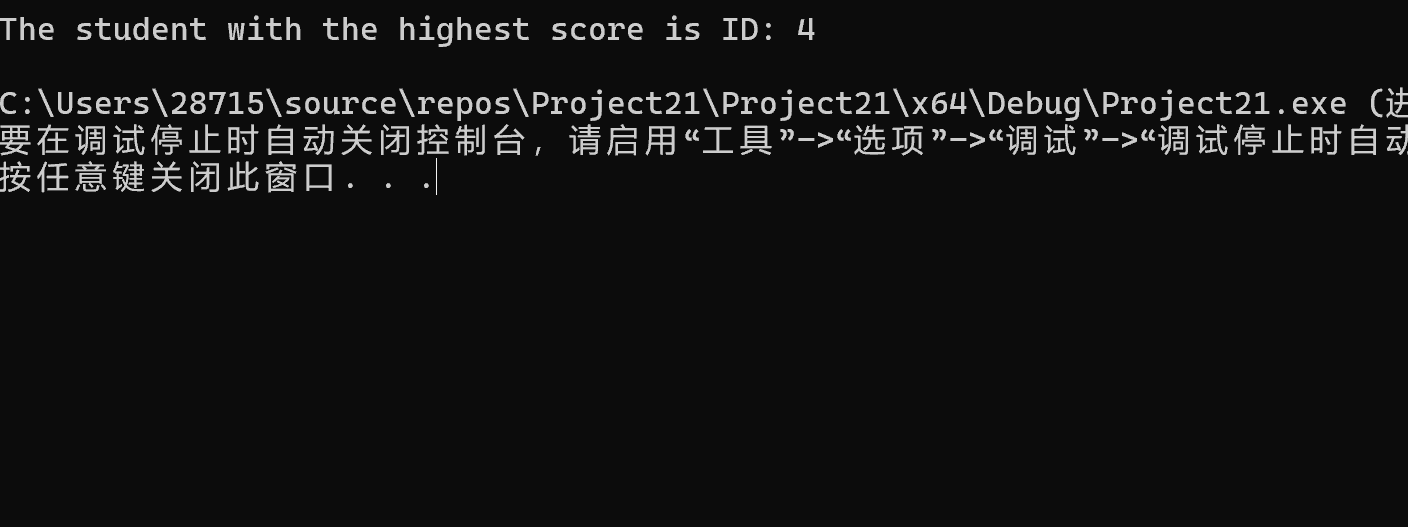 The student with the highest score is ID: 4
C:\Users\28715\source\repos\Project21\Project21\x64\Debug\Project21.exe (进
要在调试停止时自动关闭控制台，请启用“工具”->“选项”->“调试”->“调试停止时自动
按任意键关闭此窗口. . .